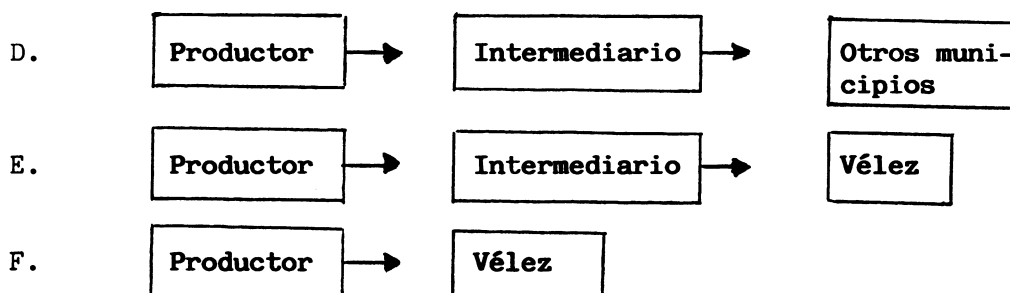 D. Productor Intermediario Otros muni-
cipios
E. Productor Intermediario Vélez
F. Productor Vélez